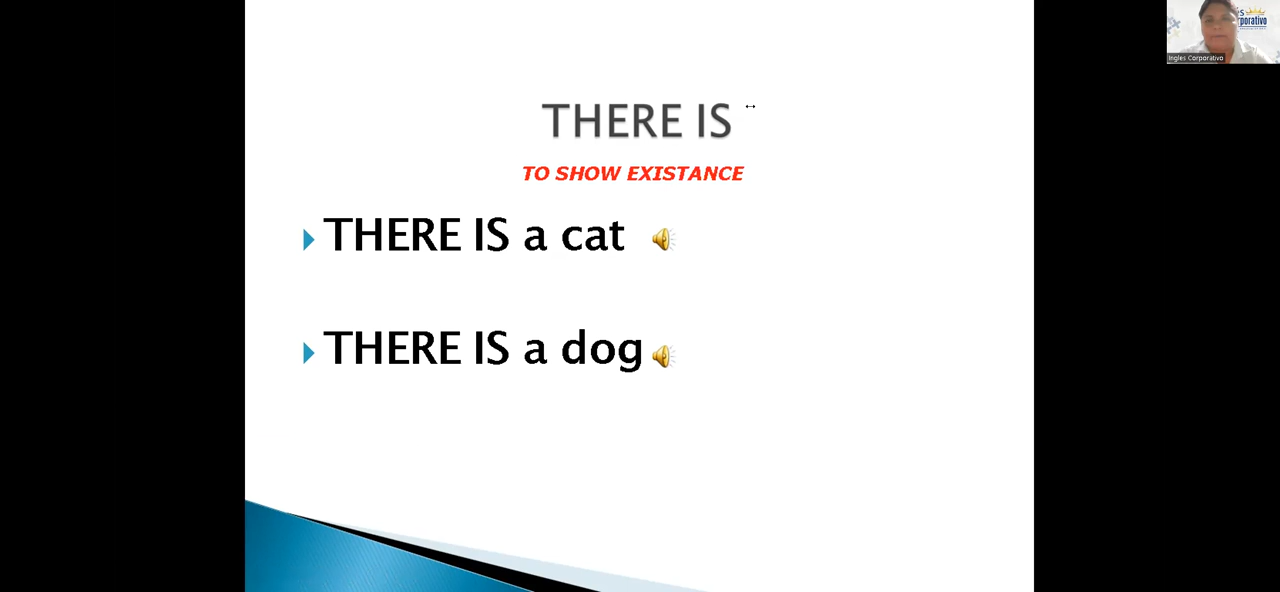 THERE IS
TO SHOW EXISTANCE
THERE IS a cat
THERE IS a dog
Ingles Corporativo